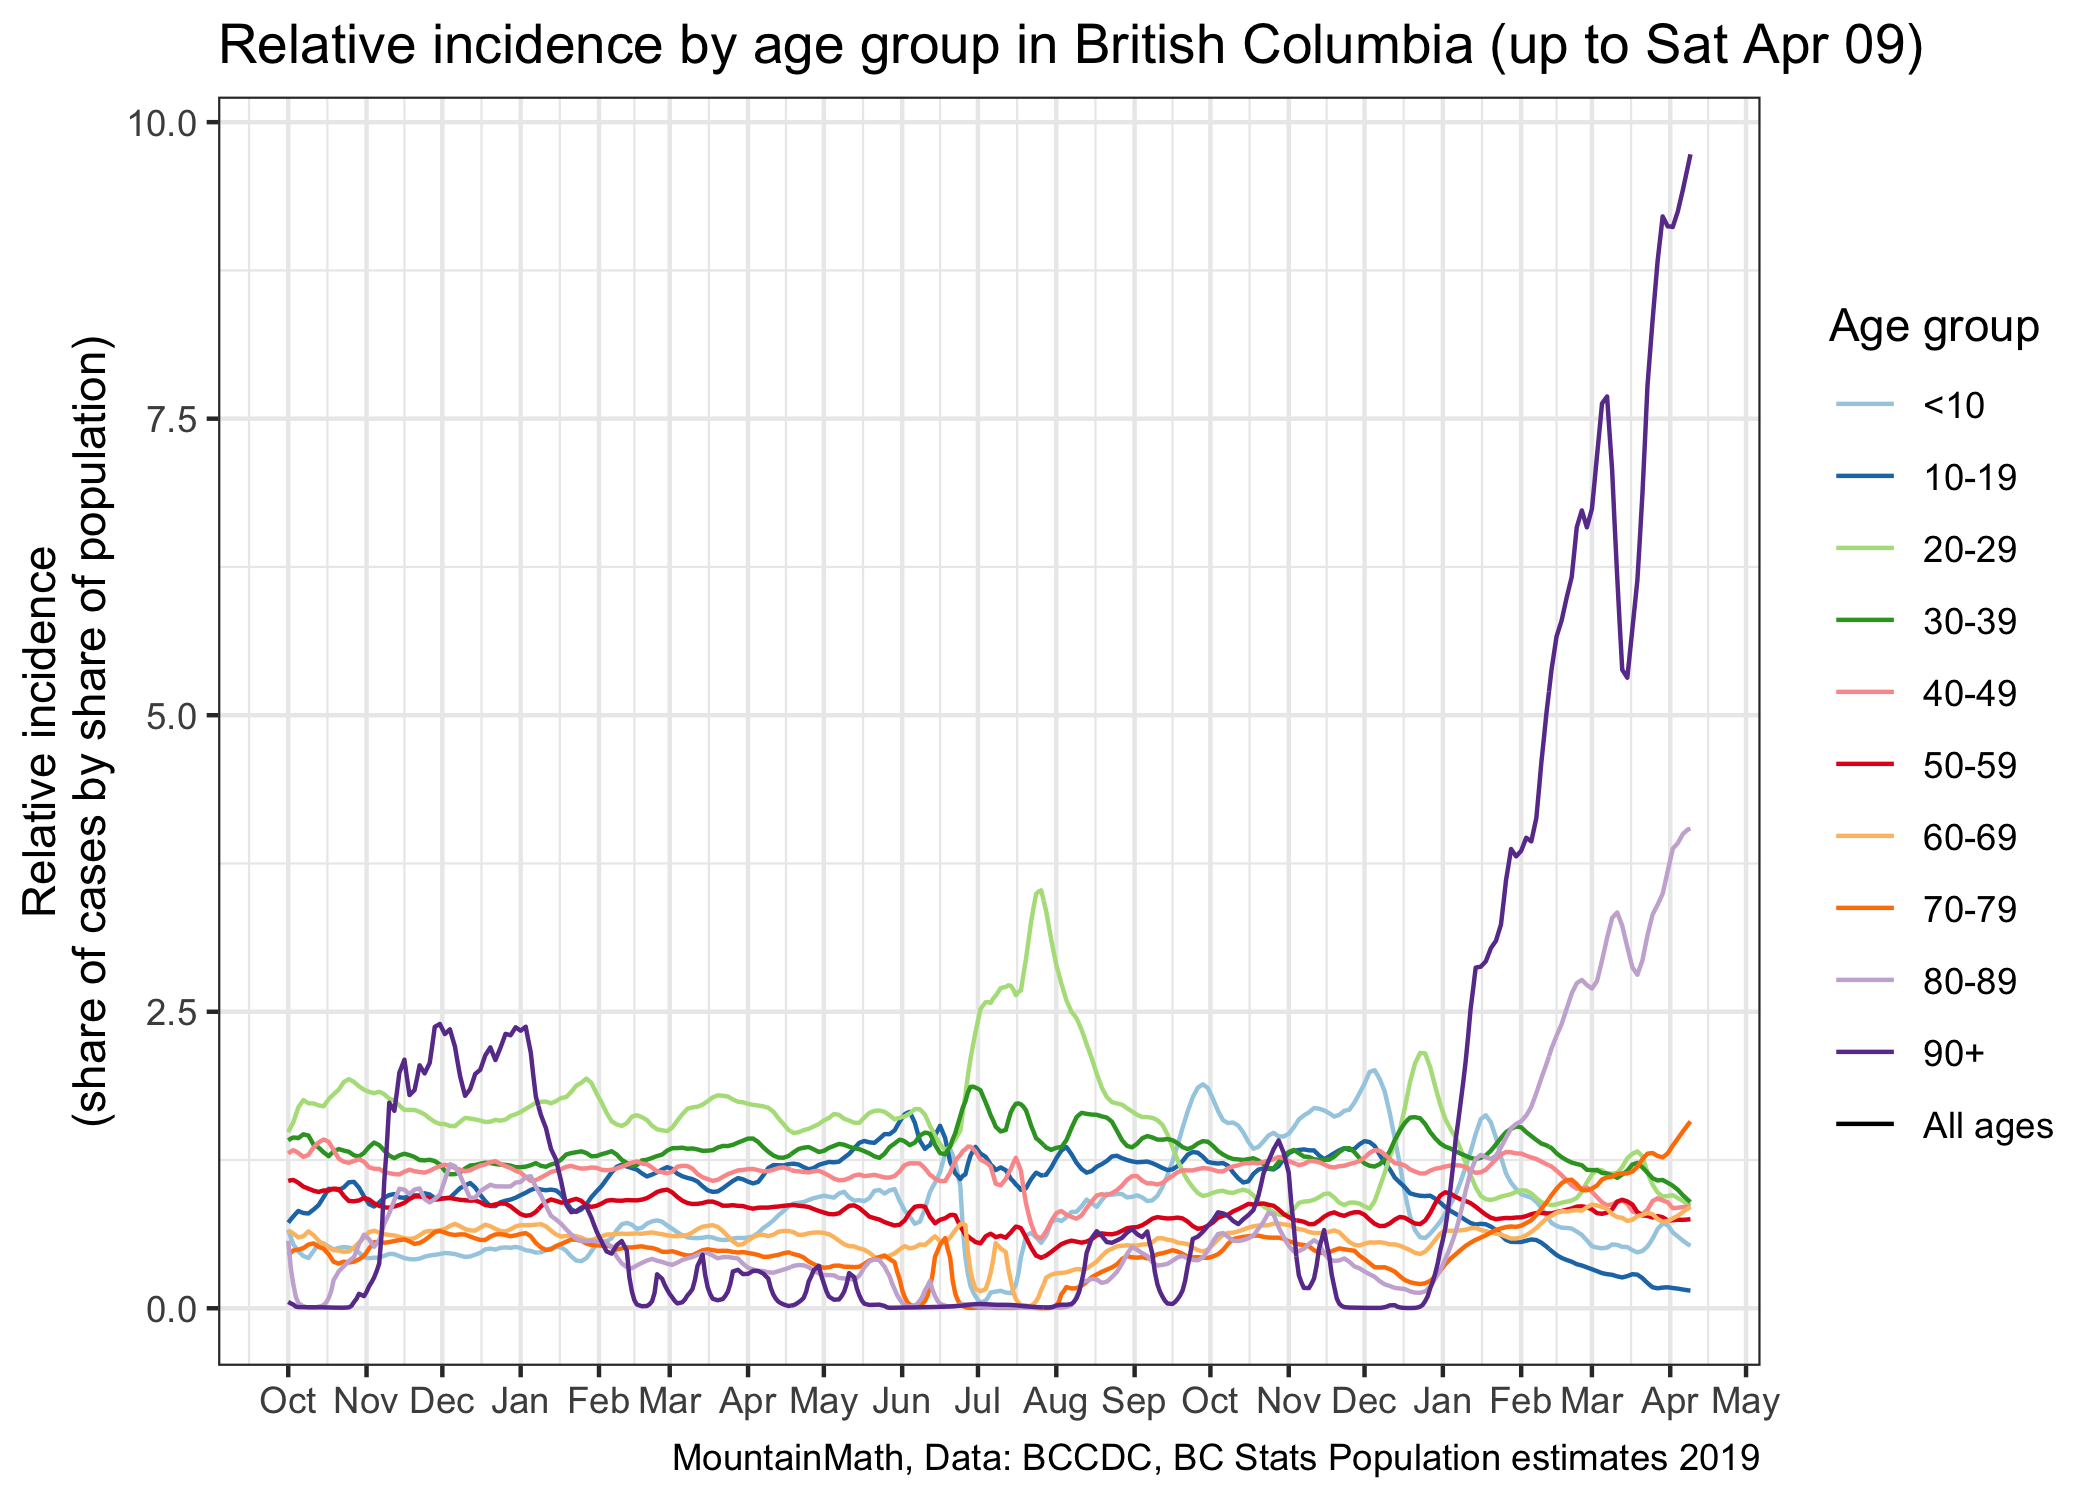 Relative incidence by age group in British Columbia (up to Sat Apr 09)
Relative incidence
(share of cases by share of population)
10.0
7.5
5.0
2.5
0.0
Oct Nov Dec Jan Feb Mar Apr May Jun Jul Aug Sep Oct Nov Dec Jan Feb Mar Apr May
Age group
<10
10-19
20-29
30-39
40-49
50-59
60-69
70-79
80-89
90+
All ages
MountainMath, Data: BCCDC, BC Stats Population estimates 2019